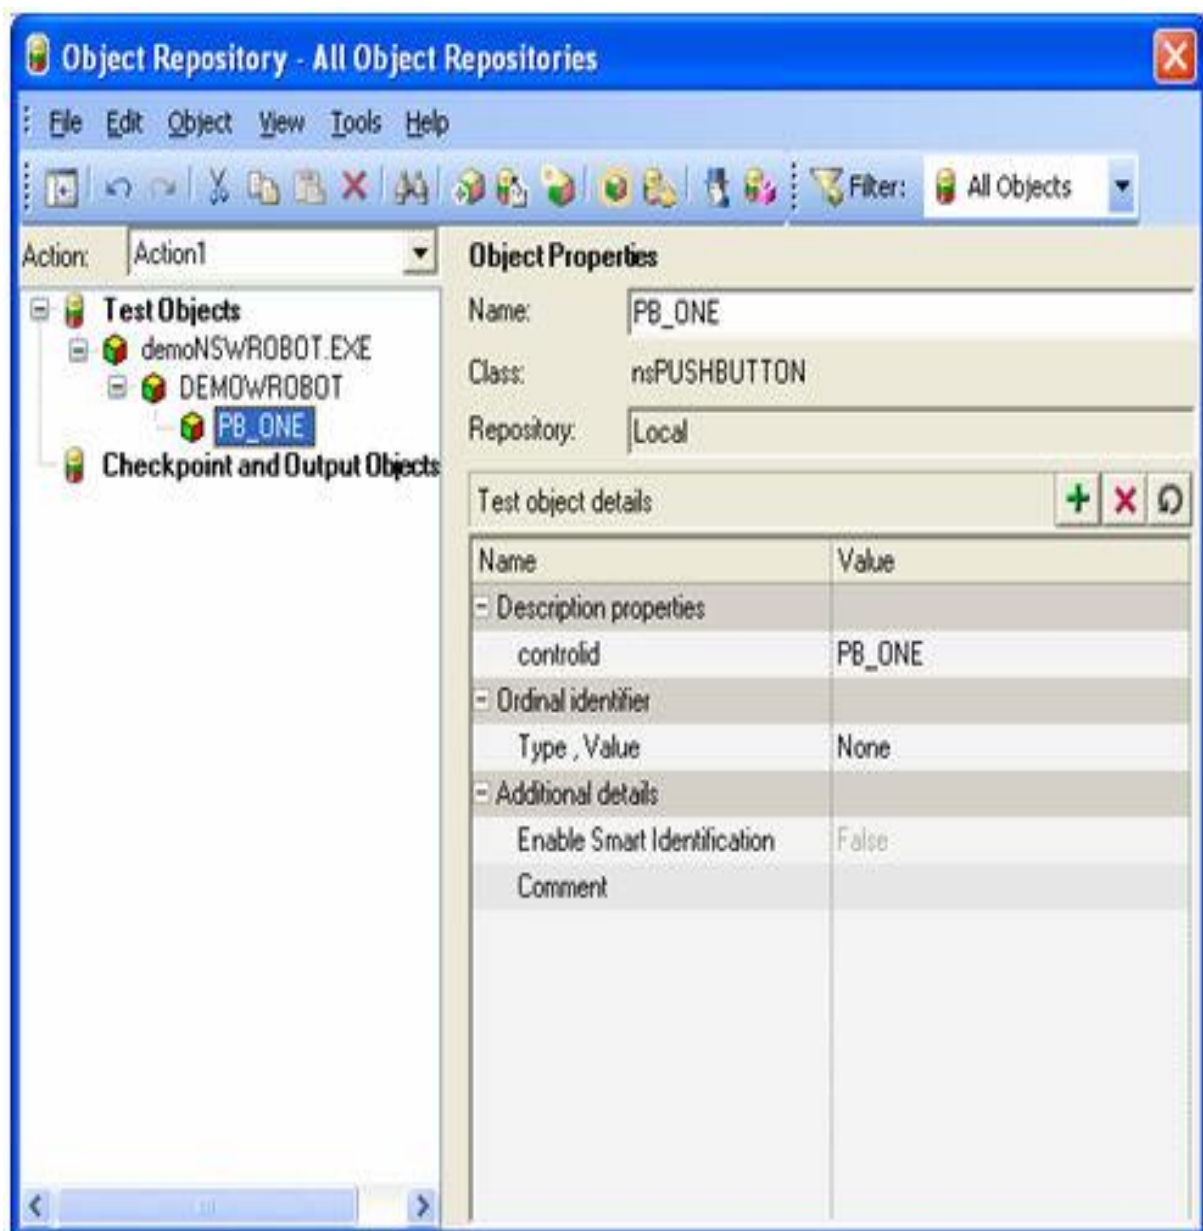 Object Repository - All Object Repositories
File Edit Object View Tools Help
Filter: All Objects
Action: Action1
Test Objects
demoNSWROBOT.EXE
DEMOWROBOT
PB_ONE
Checkpoint and Output Objects
Object Properties
Name: PB_ONE
Class: nsPUSHBUTTON
Repository: Local
Test object details
Name Value
Description properties
controlid PB_ONE
Ordinal identifier
Type , Value None
Additional details
Enable Smart Identification False
Comment